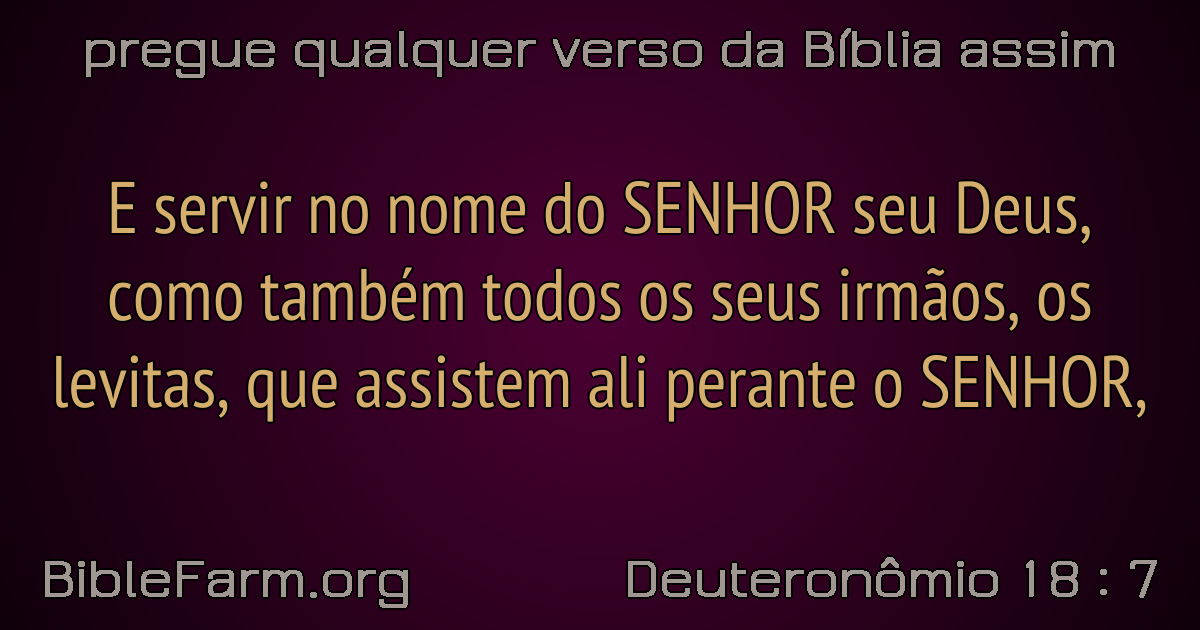 pregue qualquer verso da Bíblia assim
E servir no nome do SENHOR seu Deus,
como também todos os seus irmãos, os
levitas, que assistem ali perante o SENHOR,
BibleFarm.org
Deuteronômio 18 : 7